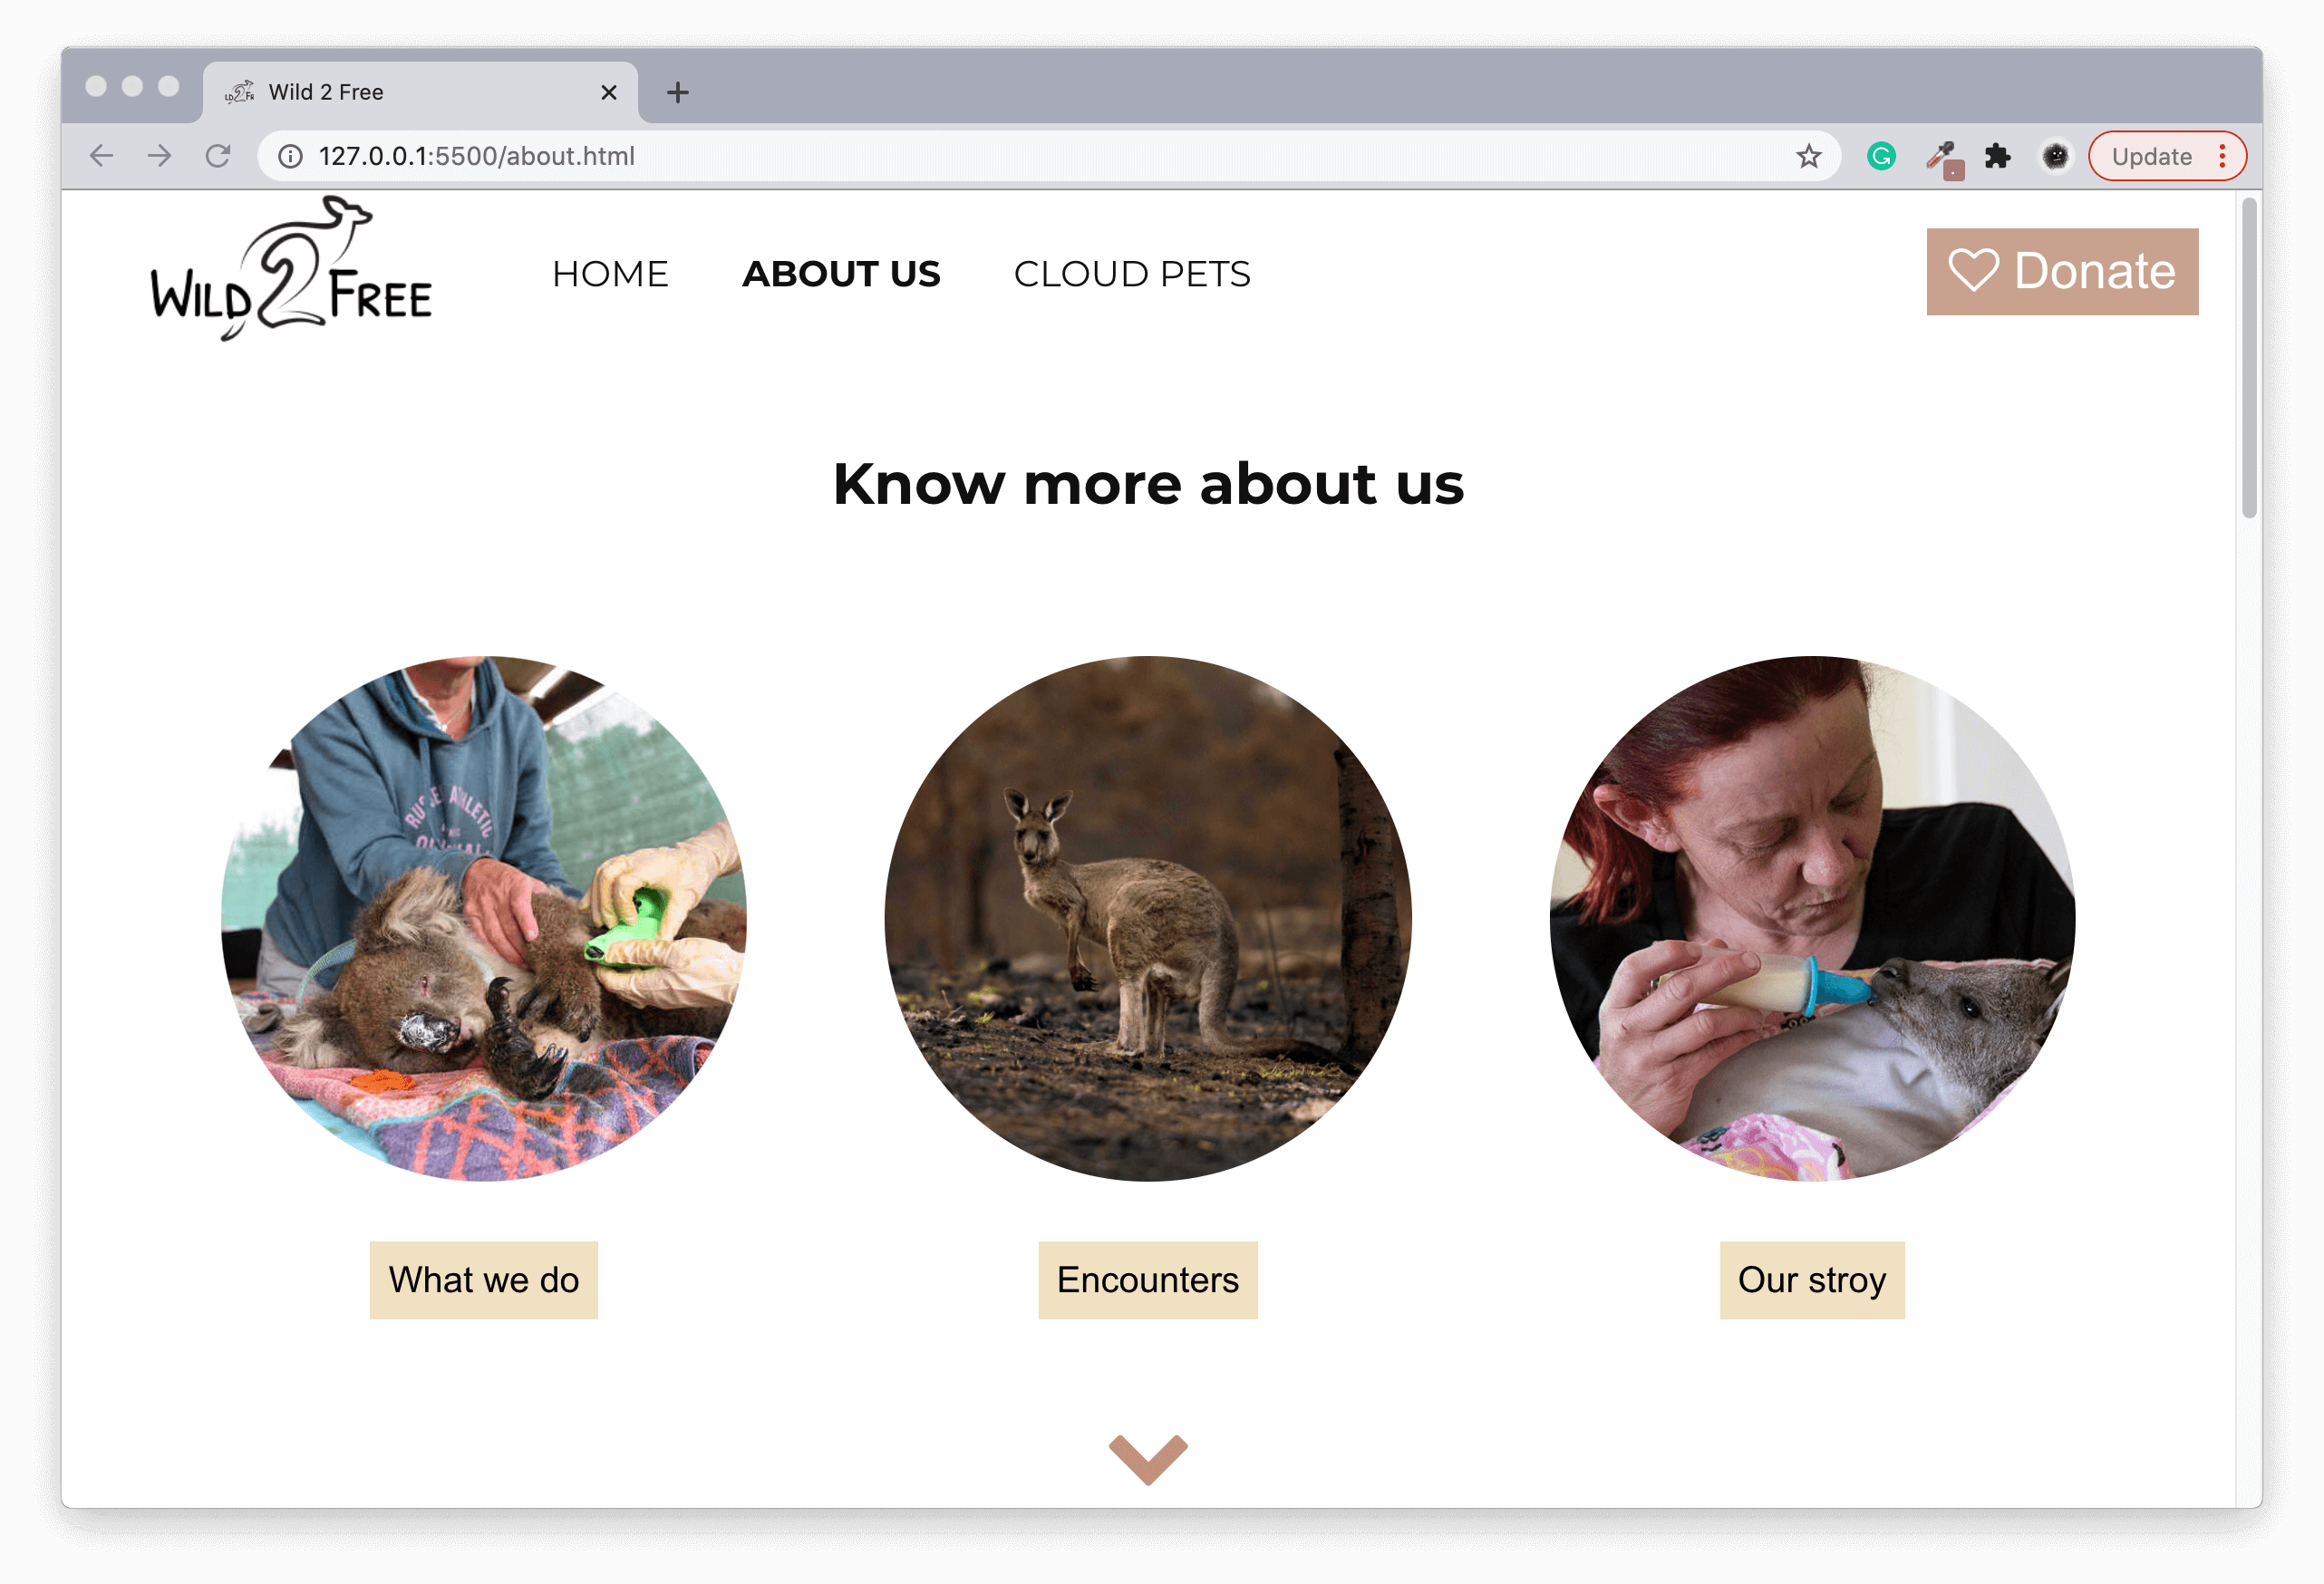 Wild 2 Free
127.0.0.1:5500/about.html
Update
WILD 2 FREE
HOME
ABOUT US
CLOUD PETS
Donate
Know more about us
What we do
Encounters
Our stroy